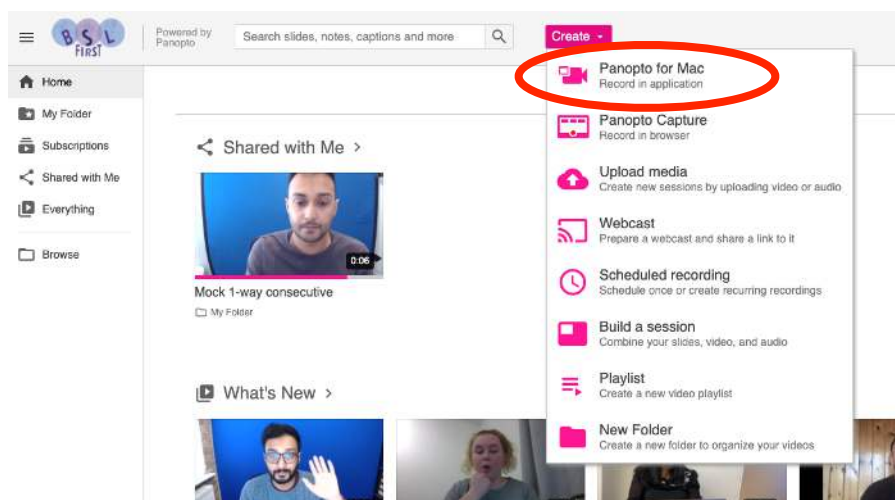 BSL
FIRST
Powered by
Panopto
Search slides, notes, captions and more
Create
Home
My Folder
Subscriptions
Shared with Me
Everything
Browse
Shared with Me >
0:06
Mock 1-way consecutive
My Folder
What's New >
Panopto for Mac
Record in application
Panopto Capture
Record in browser
Upload media
Create new sessions by uploading video or audio
Webcast
Prepare a webcast and share a link to it
Scheduled recording
Schedule once or create recurring recordings
Build a session
Combine your slides, video, and audio
Playlist
Create a new video playlist
New Folder
Create a new folder to organize your videos